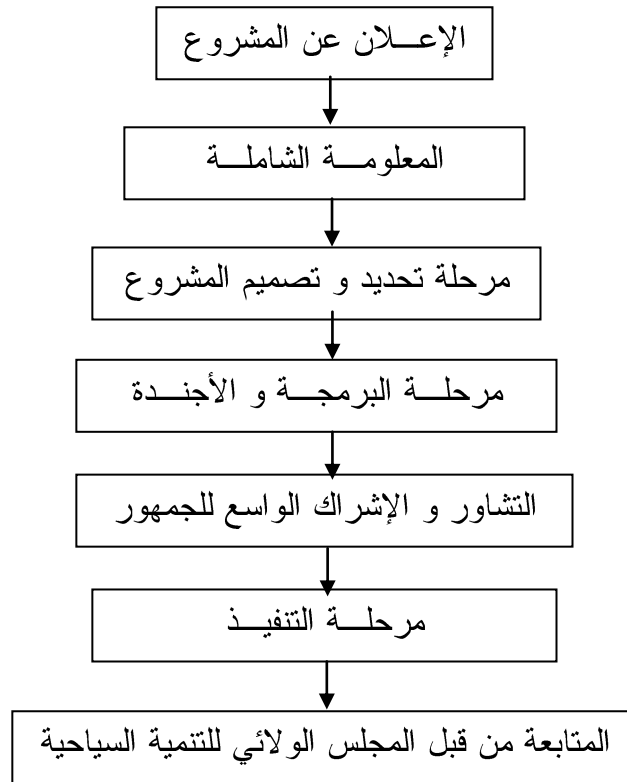 الإعـــلان عن المشروع
المعلومـــة الشاملـــة
مرحلة تحديد و تصميم المشروع
مرحلـــة البرمجـــة و الأجنـــدة
التشاور و الإشراك الواسع للجمهور
مرحلـــة التنفيـــذ
المتابعة من قبل المجلس الولائي للتنمية السياحية